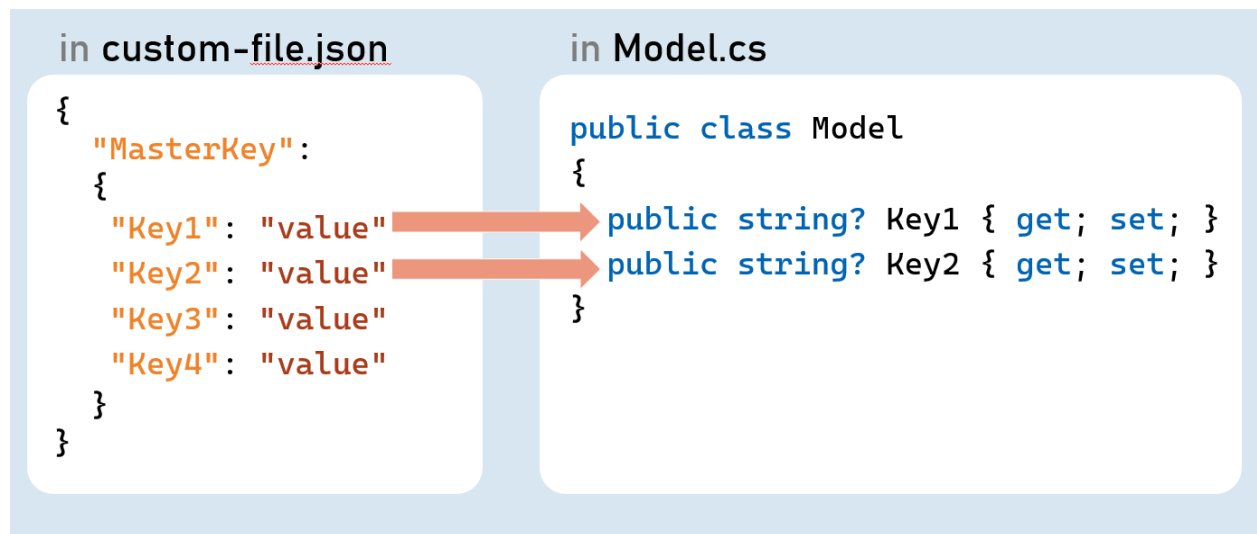 in custom-file.json
{
"MasterKey":
{
"Key1": "value"
"Key2": "value"
"Key3": "value"
"Key4": "value"
}
}
in Model.cs
public class Model
{
public string? Key1 { get; set; }
public string? Key2 { get; set; }
}